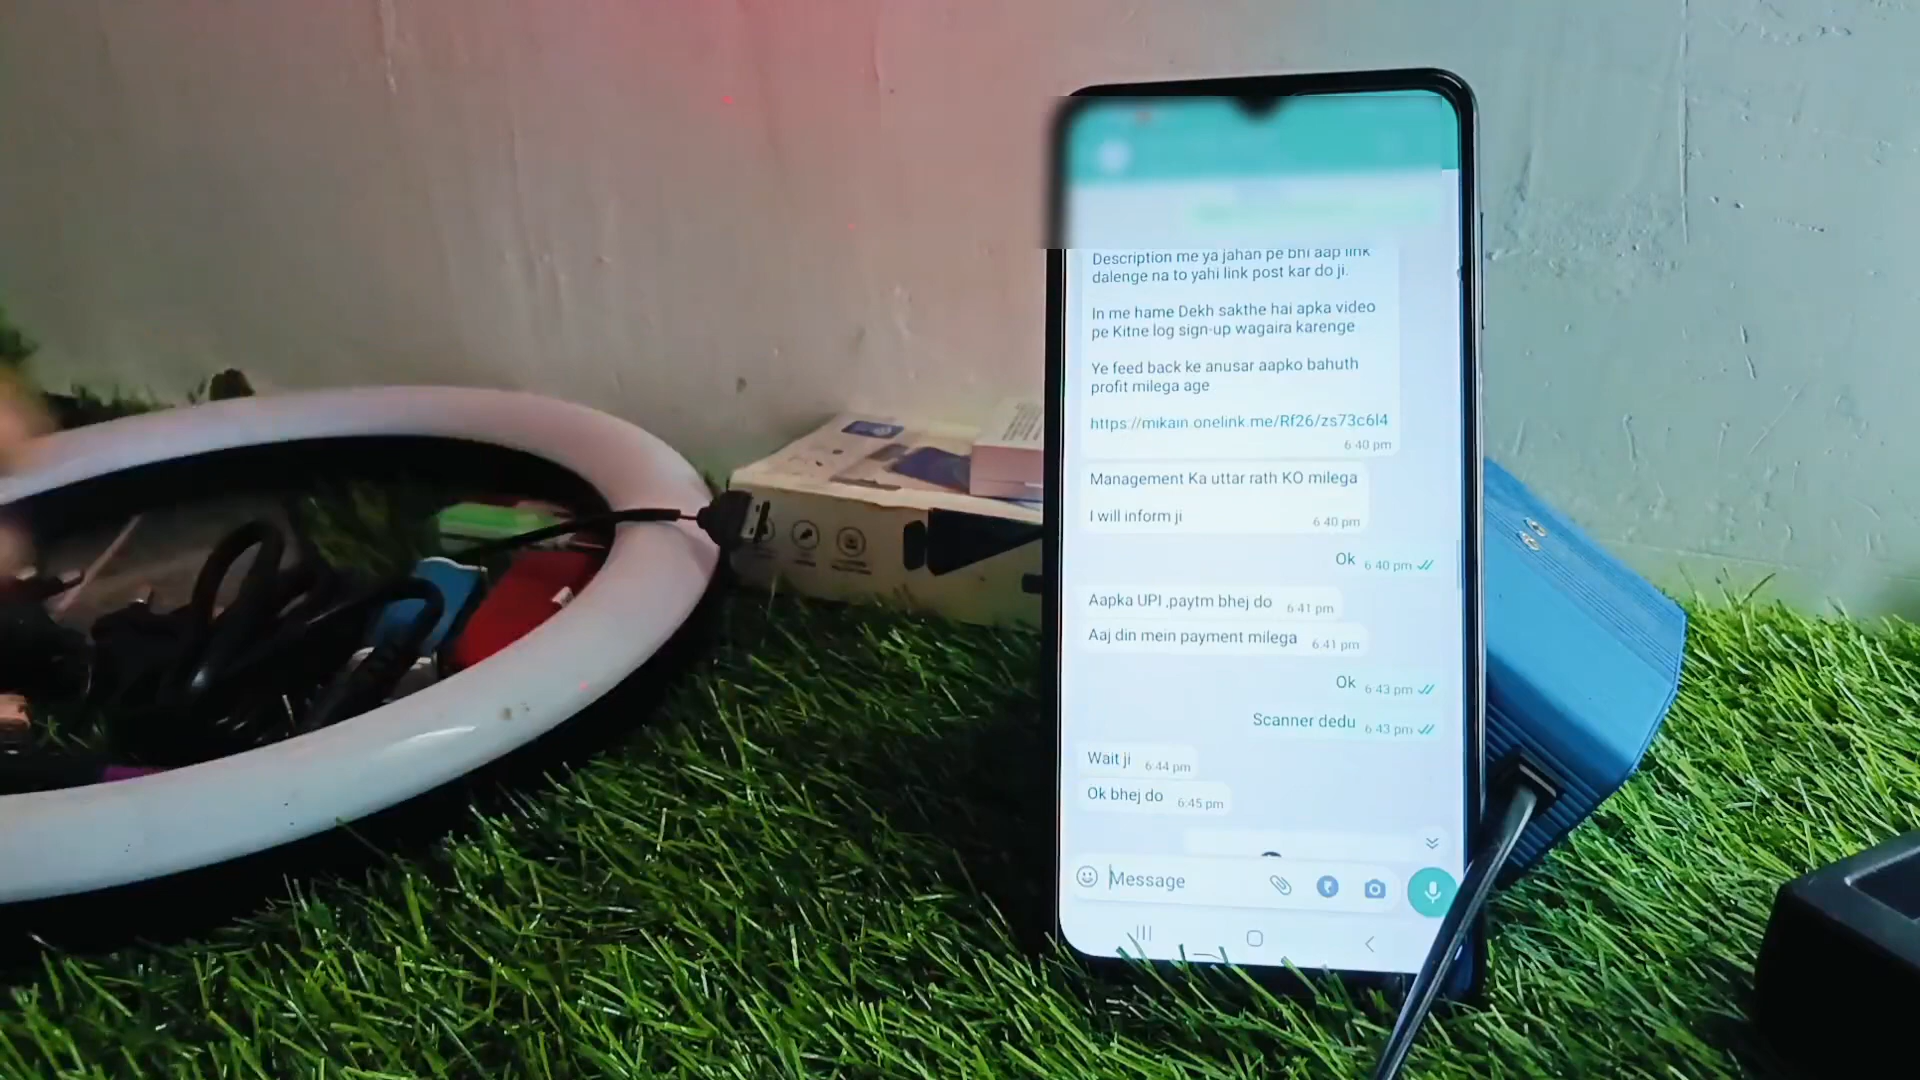 Description me ya jahan pe bhi aap link
dalenge na to yahi link post kar do ji.
In me hame Dekh sakthe hai apka video
pe Kitne log sign-up wagaira karenge
Ye feed back ke anusar aapko bahuth
profit milega age
https://mikain.onelink.me/Rf26/zs73c6l4
6:40 pm
Management Ka uttar rath KO milega
I will inform ji
6:40 pm
Ok 6:40 pm
Aapka UPI ,paytm bhej do 6:41 pm
Aaj din mein payment milega 6:41 pm
Ok 6:43 pm
Scanner dedu 6:43 pm
Wait ji 6:44 pm
Ok bhej do 6:45 pm
Message